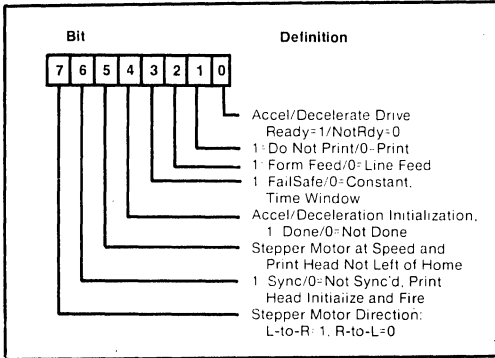 Bit Definition
7 6 5 4 3 2 1 0
Accel/Decelerate Drive
Ready=1/NotRdy=0
1=Do Not Print/0=Print
1=Form Feed/0=Line Feed
1 FailSafe/0=Constant,
Time Window
Accel/Deceleration Initialization,
1 Done/0=Not Done
Stepper Motor at Speed and
Print Head Not Left of Home
1 Sync/0=Not Sync'd, Print
Head Initialize and Fire
Stepper Motor Direction:
L-to-R=1, R-to-L=0